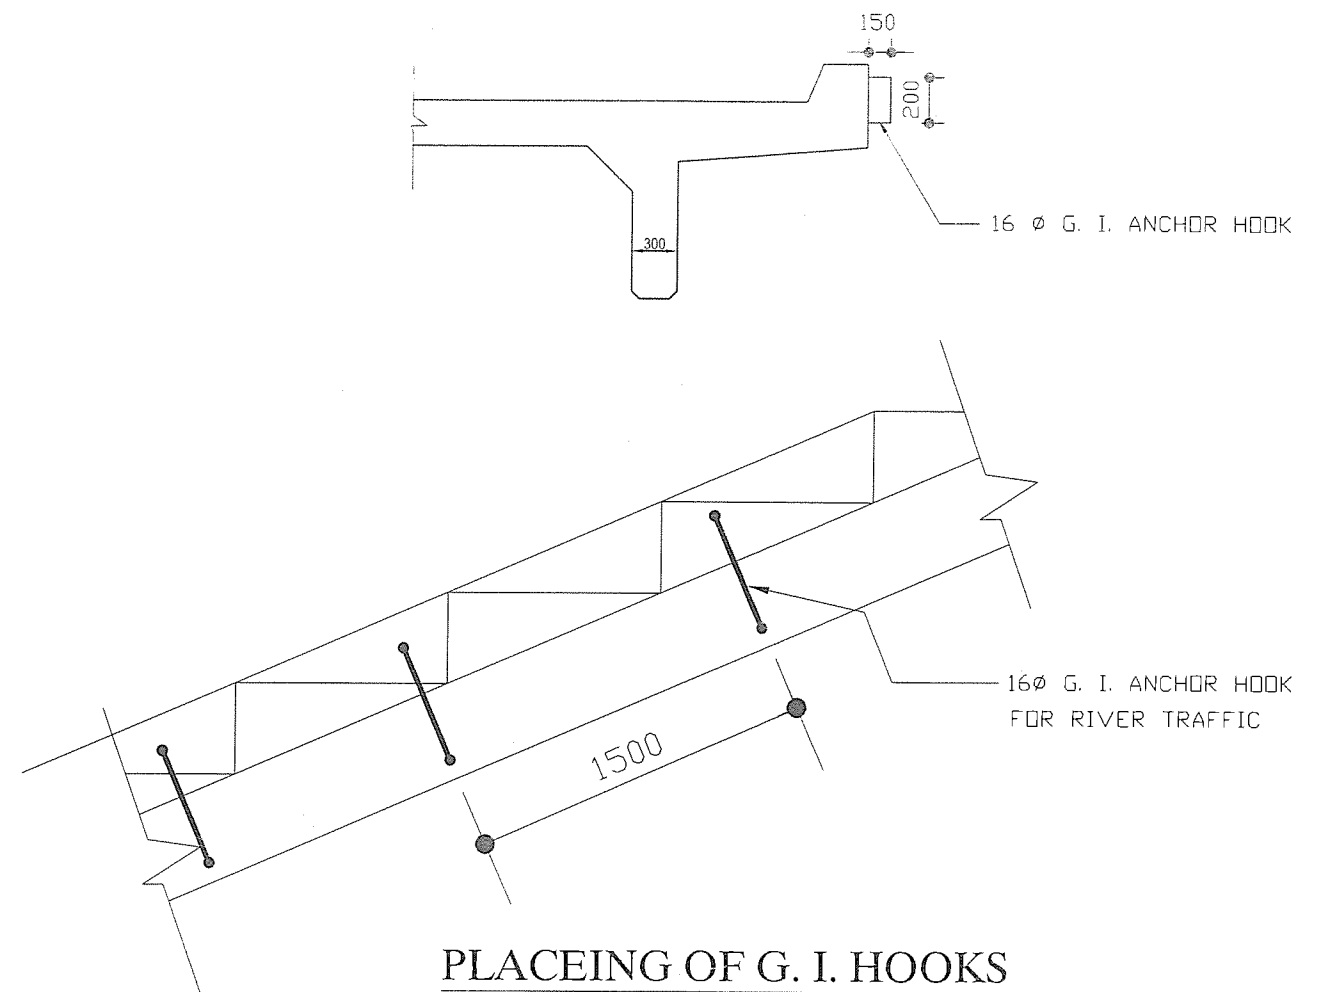 150
200
16 Ø G. I. ANCHOR HOOK
300
16Ø G. I. ANCHOR HOOK
FOR RIVER TRAFFIC
1500
PLACEING OF G. I. HOOKS